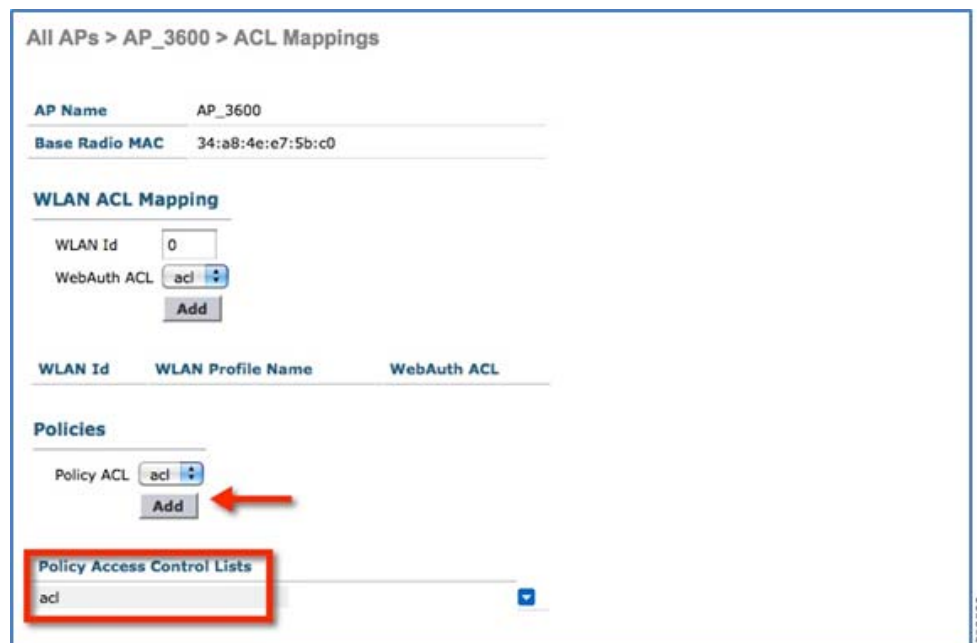 All APs > AP_3600 > ACL Mappings
AP Name AP_3600
Base Radio MAC 34:a8:4e:e7:5b:c0
WLAN ACL Mapping
WLAN Id 0
WebAuth ACL acl
Add
WLAN Id WLAN Profile Name WebAuth ACL
Policies
Policy ACL acl
Add
Policy Access Control Lists
acl